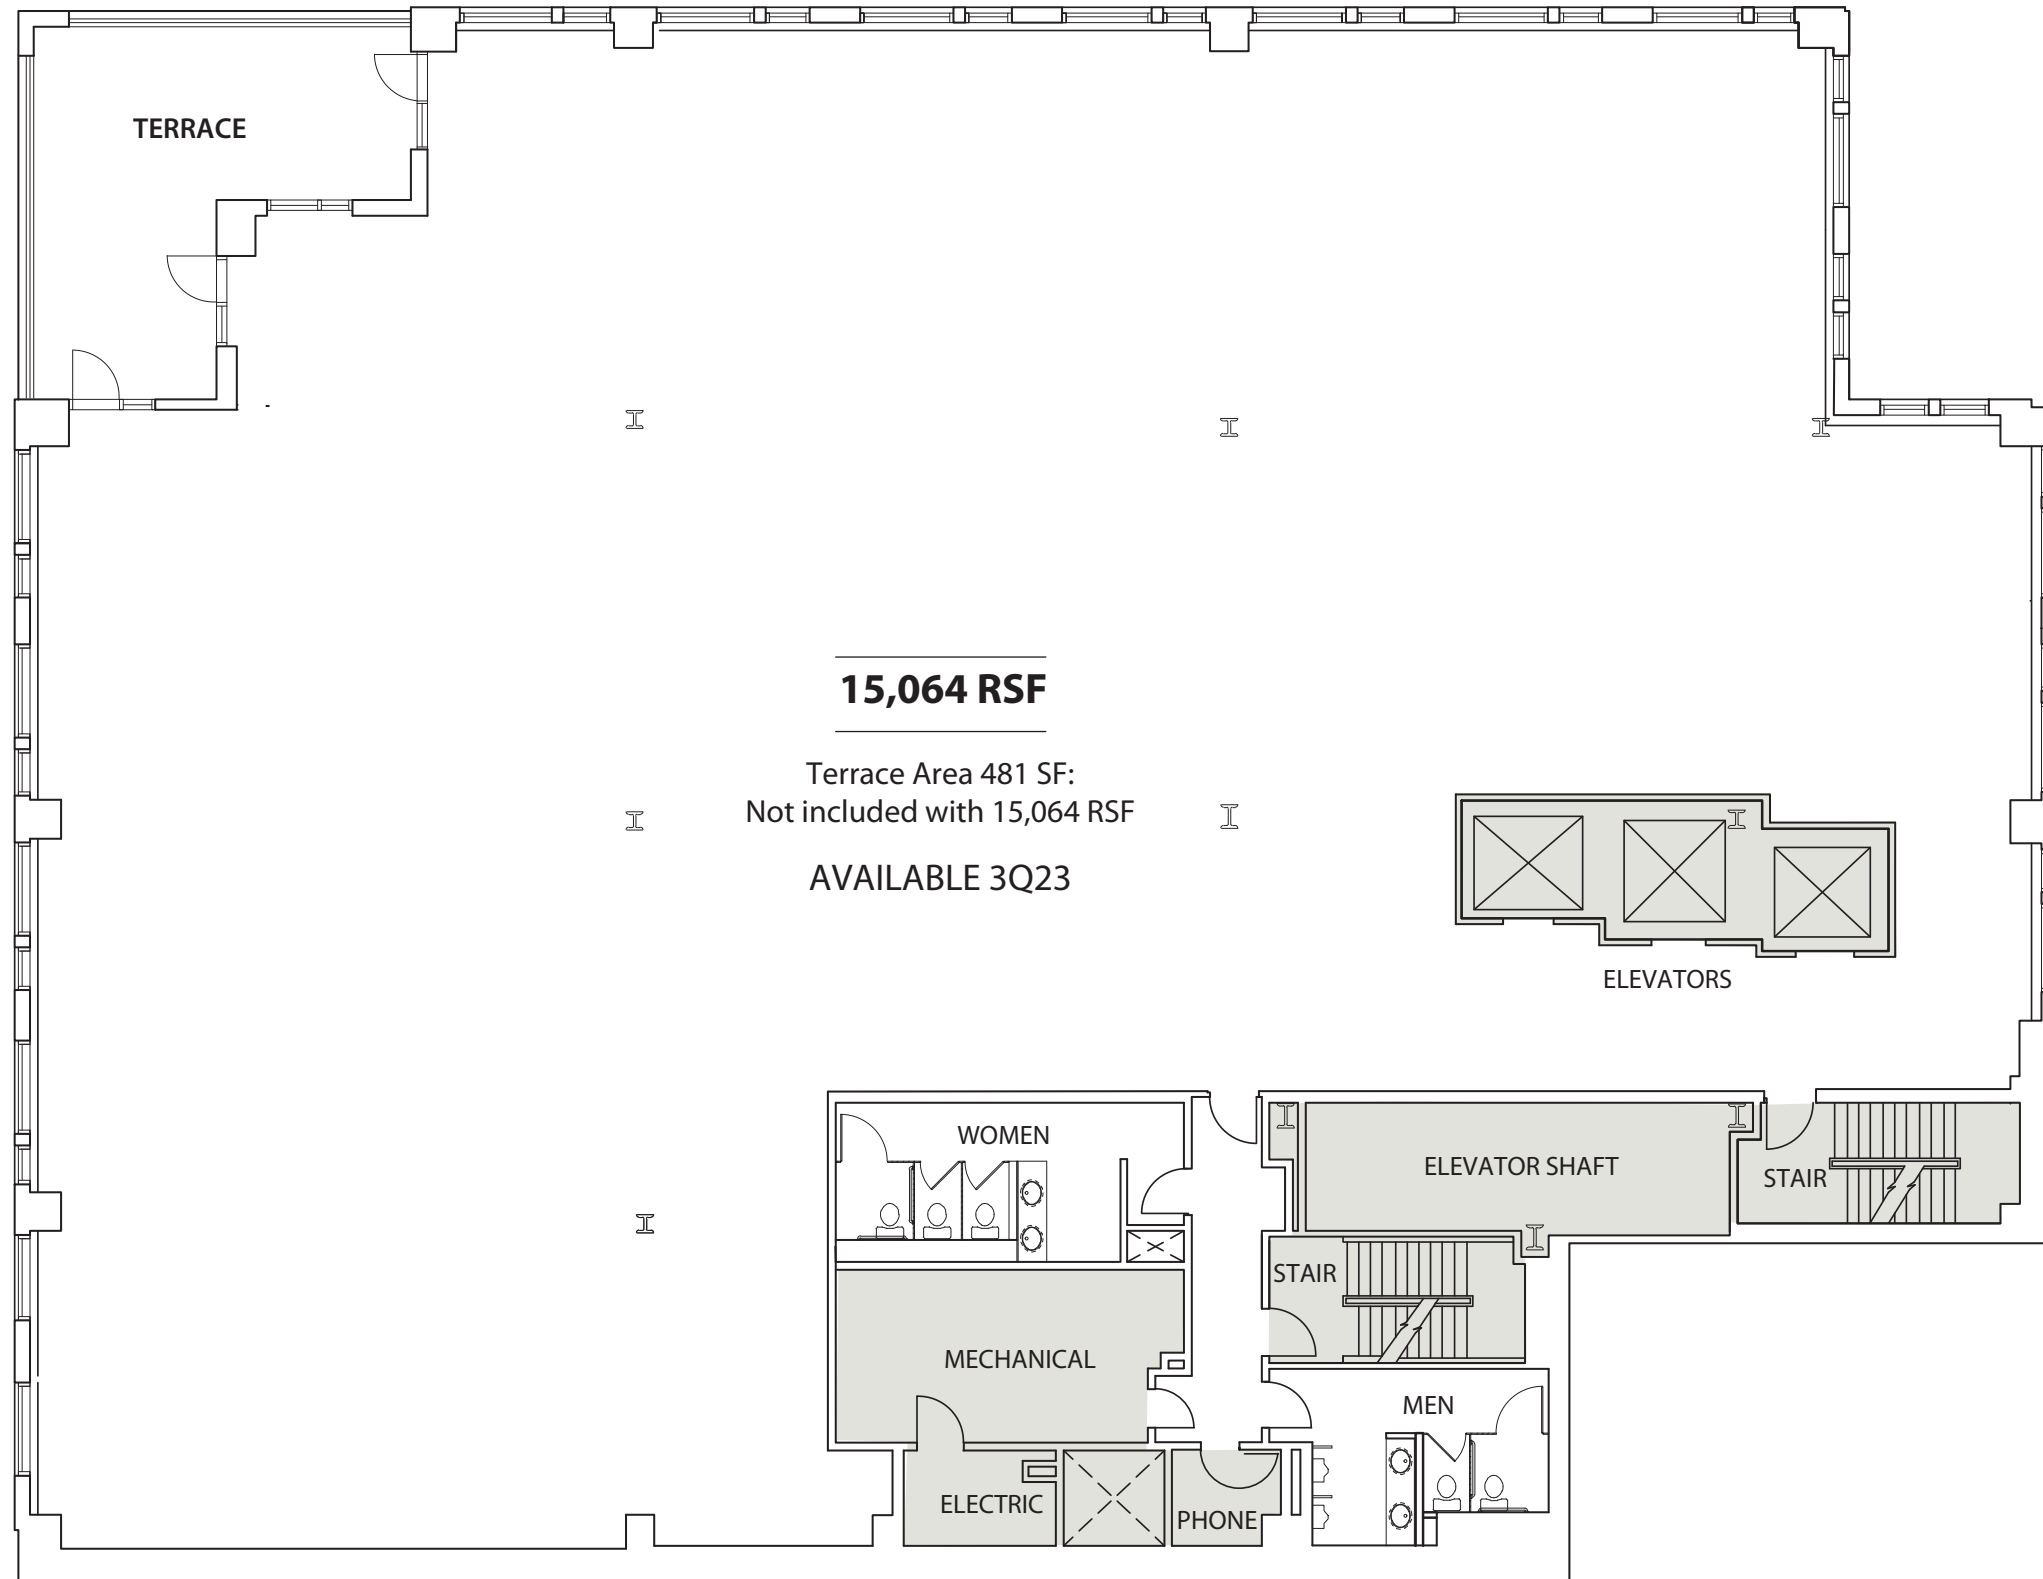 TERRACE
15,064 RSF
Terrace Area 481 SF:
Not included with 15,064 RSF
AVAILABLE 3Q23
ELEVATORS
WOMEN
ELEVATOR SHAFT
STAIR
STAIR
MECHANICAL
MEN
ELECTRIC
PHONE